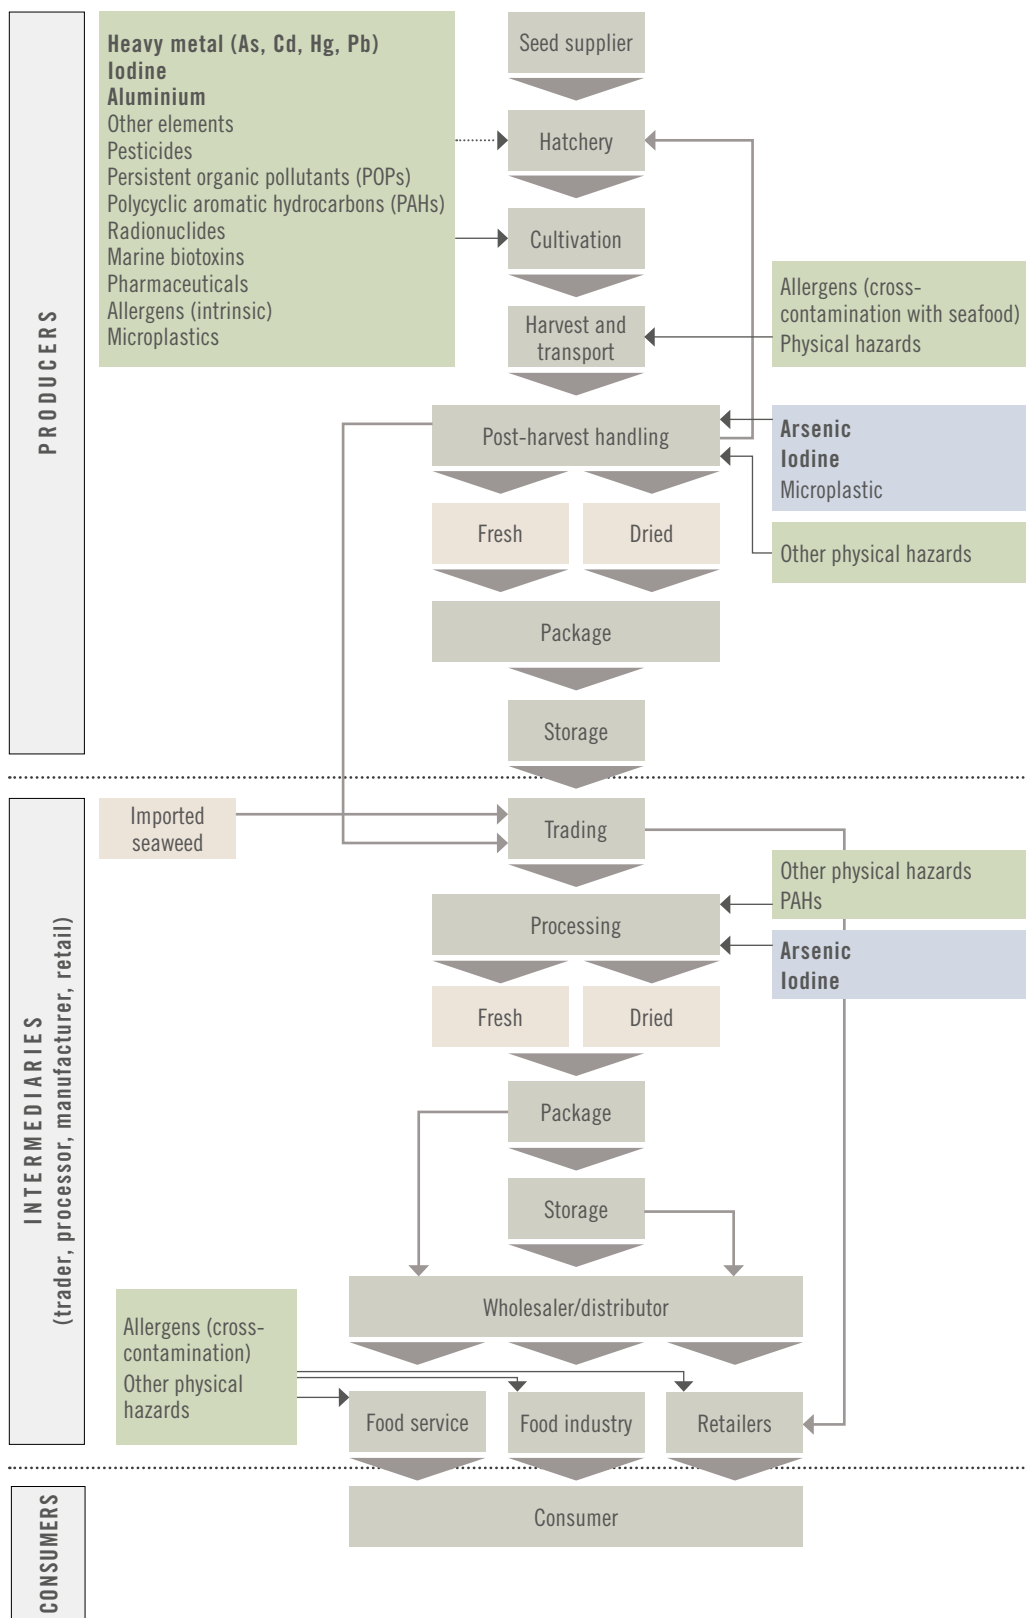 PRODUCERS
Heavy metal (As, Cd, Hg, Pb)
Iodine
Aluminium
Other elements
Pesticides
Persistent organic pollutants (POPs)
Polycyclic aromatic hydrocarbons (PAHs)
Radionuclides
Marine biotoxins
Pharmaceuticals
Allergens (intrinsic)
Microplastics
Seed supplier
Hatchery
Cultivation
Harvest and
transport
Allergens (cross-
contamination with seafood)
Physical hazards
Post-harvest handling
Arsenic
Iodine
Microplastic
Other physical hazards
Fresh
Dried
Package
Storage
INTERMEDIARIES
(trader, processor, manufacturer, retail)
Imported
seaweed
Trading
Processing
Other physical hazards
PAHs
Arsenic
Iodine
Fresh
Dried
Package
Storage
Wholesaler/distributor
Allergens (cross-
contamination)
Other physical
hazards
Food service
Food industry
Retailers
CONSUMERS
Consumer